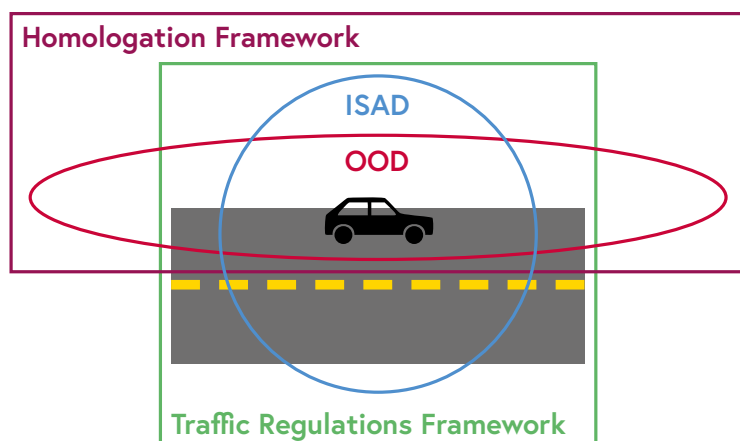 Homologation Framework
ISAD
OOD
Traffic Regulations Framework